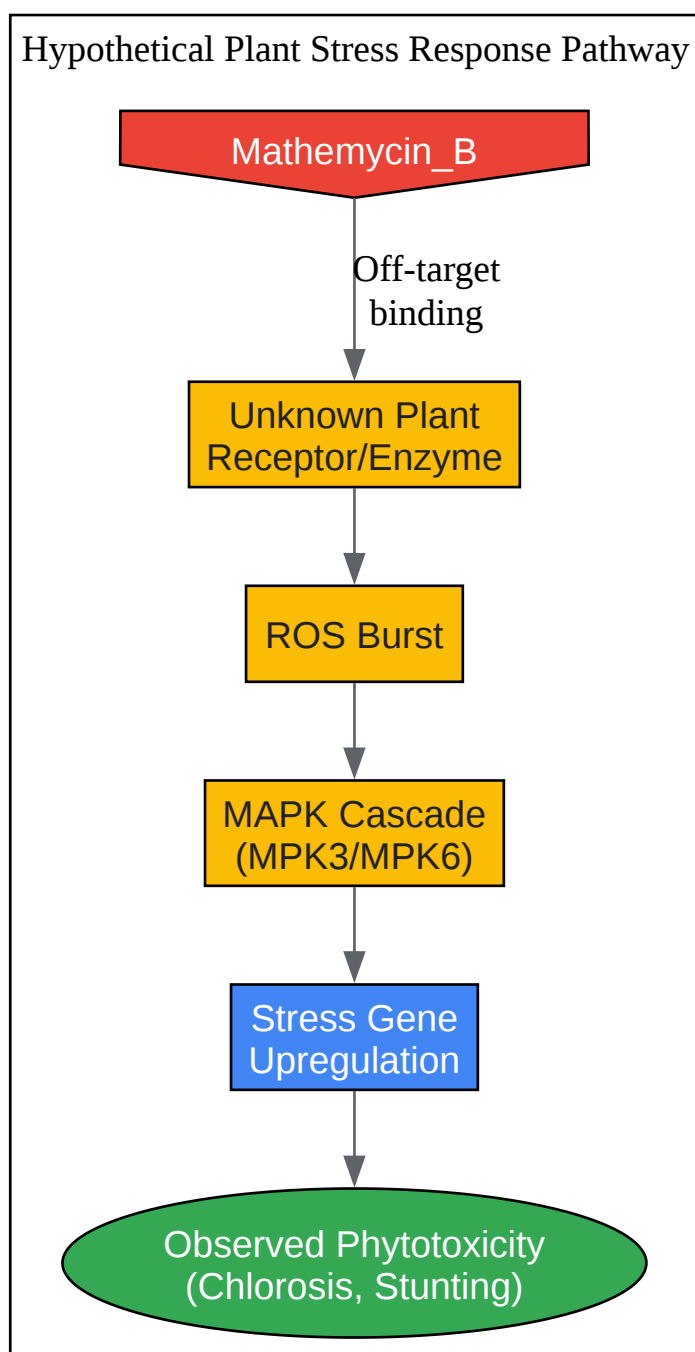 Hypothetical Plant Stress Response Pathway
Mathemycin_B
Off-target
binding
Unknown Plant
Receptor/Enzyme
ROS Burst
MAPK Cascade
(MPK3/MPK6)
Stress Gene
Upregulation
Observed Phytotoxicity
(Chlorosis, Stunting)